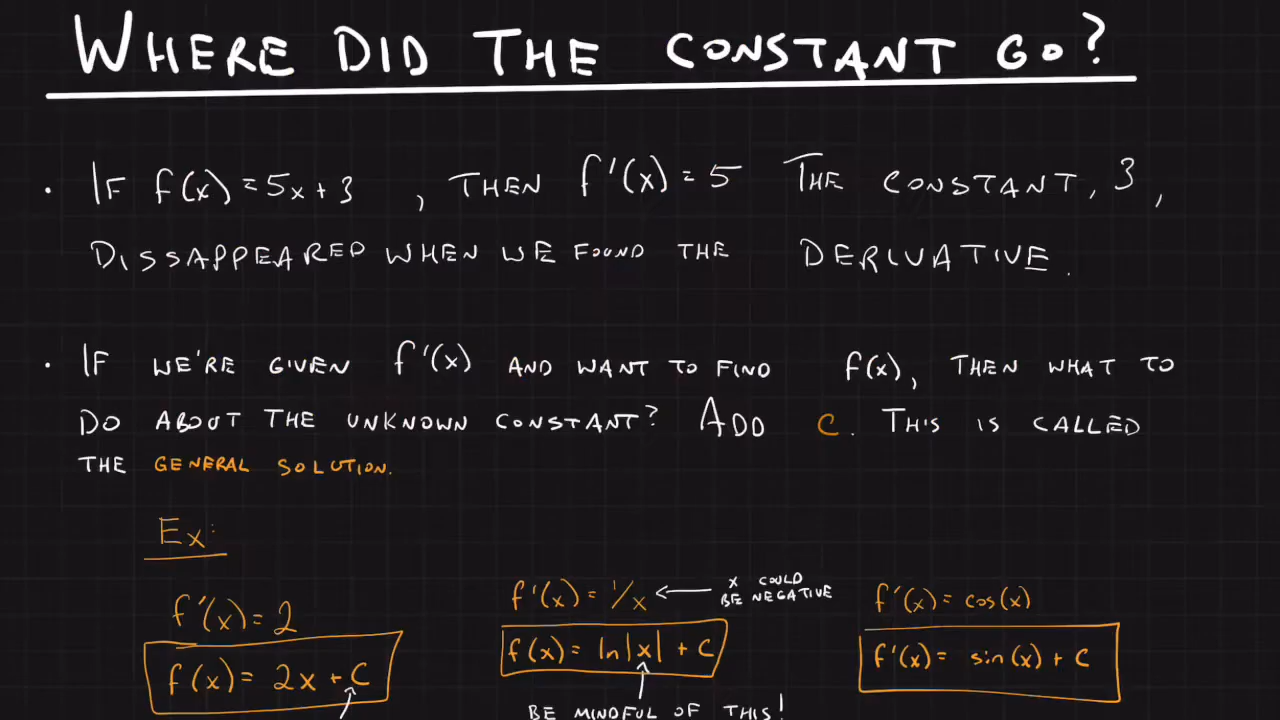 WHERE DID THE CONSTANT GO?
• IF f(x) = 5x + 3 , THEN f'(x) = 5 THE CONSTANT, 3,
DISSAPPEARED WHEN WE FOUND THE DERIVATIVE.
• IF WE'RE GIVEN f'(x) AND WANT TO FIND f(x), THEN WHAT TO
DO ABOUT THE UNKNOWN CONSTANT? ADD C. THIS IS CALLED
THE GENERAL SOLUTION.
Ex:
f'(x) = 2
f(x) = 2x + C
f'(x) = 1/x
X COULD
BE NEGATIVE
f(x) = ln|x| + C
BE MINDFUL OF THIS!
f'(x) = cos(x)
f'(x) = sin(x) + C